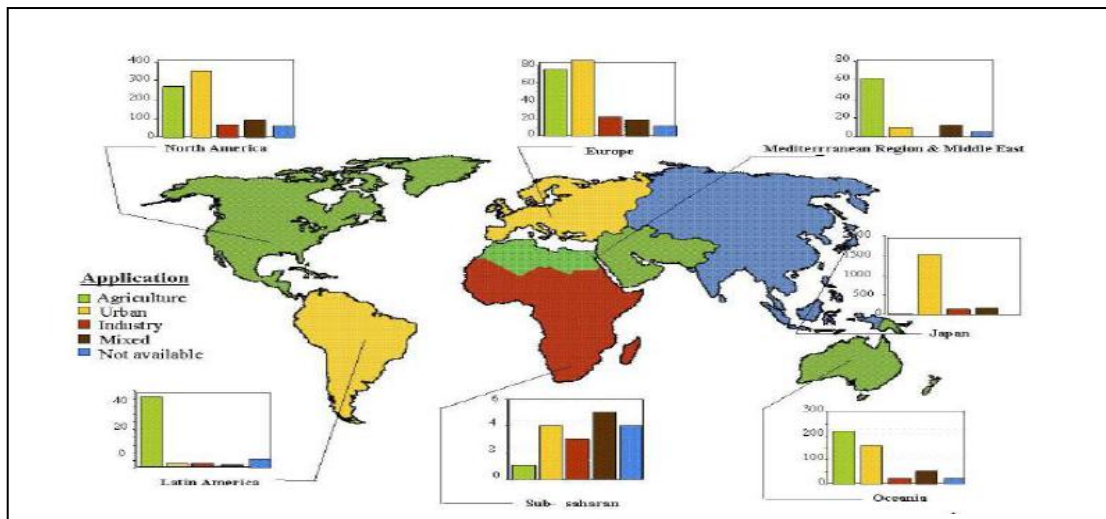 400
300
200
100
0
North America
80
60
40
20
0
Europe
80
60
40
20
0
Mediterrranean Region & Middle East
Application
Agriculture
Urban
Industry
Mixed
Not available
1500
500
0
Japan
40
20
0
Latin America
6
4
2
0
Sub- saharan
300
200
100
0
Oceania